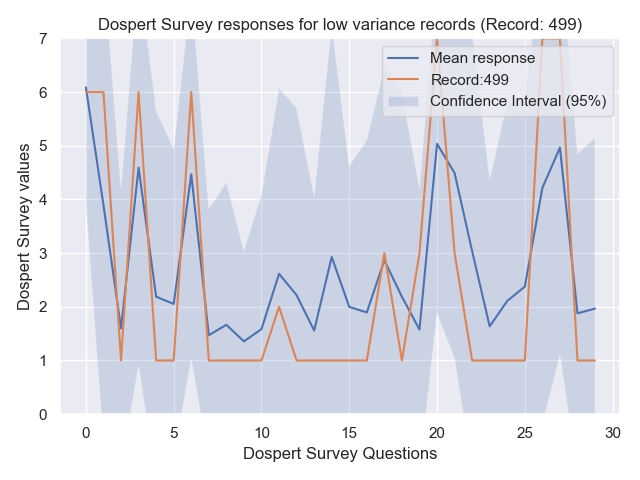 Dospert Survey responses for low variance records (Record: 499)
Mean response
Record:499
Confidence Interval (95%)
Dospert Survey values
7
6
5
4
3
2
1
0
0 5 10 15 20 25 30
Dospert Survey Questions